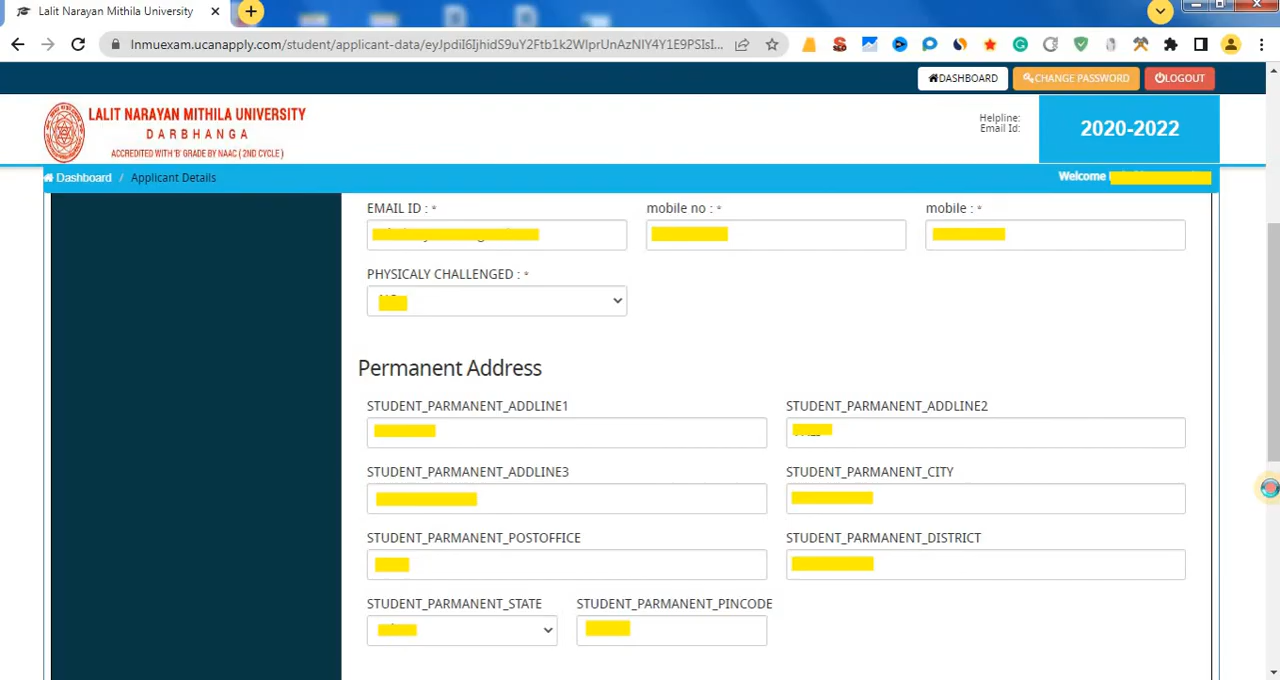 Lalit Narayan Mithila University
lnmuexam.ucanapply.com/student/applicant-data/eyJpdiI6IjhidS9uY2Ftb1k2WlprUnAzNlY4Y1E9PSIsI...
DASHBOARD CHANGE PASSWORD LOGOUT
LALIT NARAYAN MITHILA UNIVERSITY
DARBHANGA
ACCREDITED WITH 'B' GRADE BY NAAC ( 2ND CYCLE )
Helpline:
Email Id:
2020-2022
Dashboard / Applicant Details
Welcome
EMAIL ID : * mobile no : * mobile : *
PHYSICALY CHALLENGED : *
Permanent Address
STUDENT_PARMANENT_ADDLINE1 STUDENT_PARMANENT_ADDLINE2
STUDENT_PARMANENT_ADDLINE3 STUDENT_PARMANENT_CITY
STUDENT_PARMANENT_POSTOFFICE STUDENT_PARMANENT_DISTRICT
STUDENT_PARMANENT_STATE STUDENT_PARMANENT_PINCODE